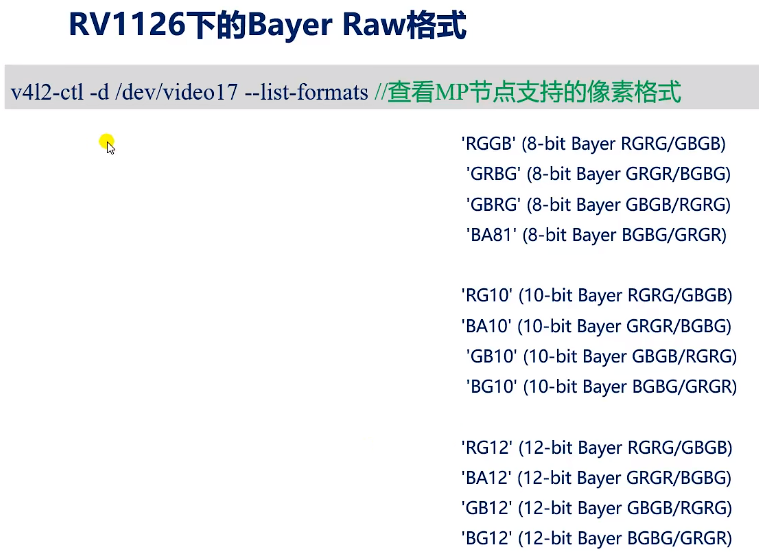 RV1126下的Bayer Raw格式
v4l2-ctl -d /dev/video17 --list-formats //查看MP节点支持的像素格式
'RGGB' (8-bit Bayer RGRG/GBGB)
'GRBG' (8-bit Bayer GRGR/BGBG)
'GBRG' (8-bit Bayer GBGB/RGRG)
'BA81' (8-bit Bayer BGBG/GRGR)
'RG10' (10-bit Bayer RGRG/GBGB)
'BA10' (10-bit Bayer GRGR/BGBG)
'GB10' (10-bit Bayer GBGB/RGRG)
'BG10' (10-bit Bayer BGBG/GRGR)
'RG12' (12-bit Bayer RGRG/GBGB)
'BA12' (12-bit Bayer GRGR/BGBG)
'GB12' (12-bit Bayer GBGB/RGRG)
'BG12' (12-bit Bayer BGBG/GRGR)